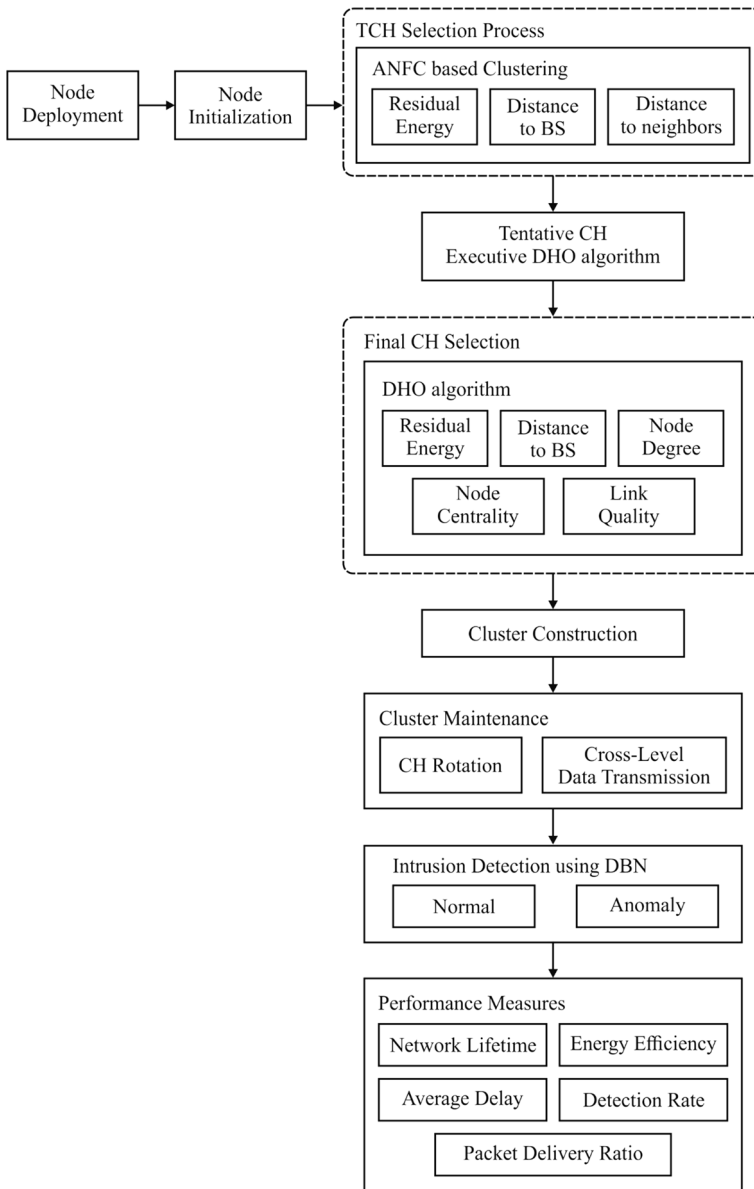 Node
Deployment
Node
Initialization
TCH Selection Process
ANFC based Clustering
Residual
Energy
Distance
to BS
Distance
to neighbors
Tentative CH
Executive DHO algorithm
Final CH Selection
DHO algorithm
Residual
Energy
Distance
to BS
Node
Degree
Node
Centrality
Link
Quality
Cluster Construction
Cluster Maintenance
CH Rotation
Cross-Level
Data Transmission
Intrusion Detection using DBN
Normal
Anomaly
Performance Measures
Network Lifetime
Energy Efficiency
Average Delay
Detection Rate
Packet Delivery Ratio